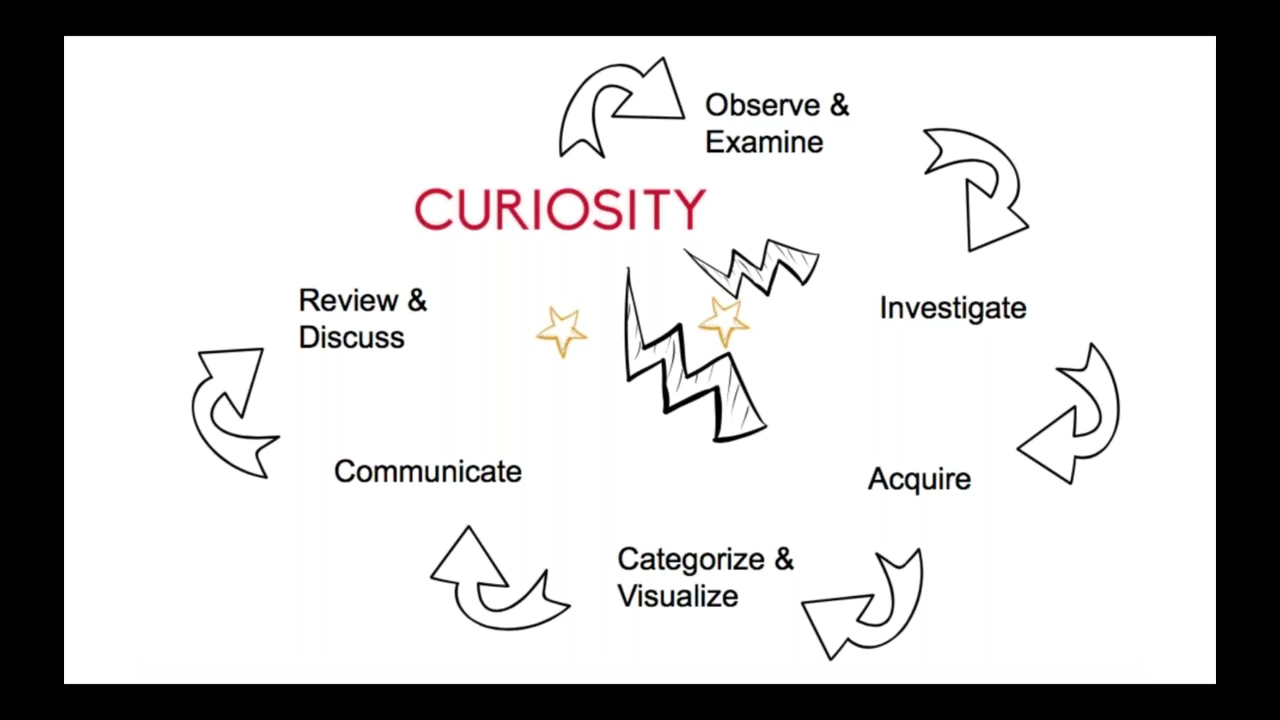 CURIOSITY
Observe &
Examine
Investigate
Acquire
Categorize &
Visualize
Communicate
Review &
Discuss